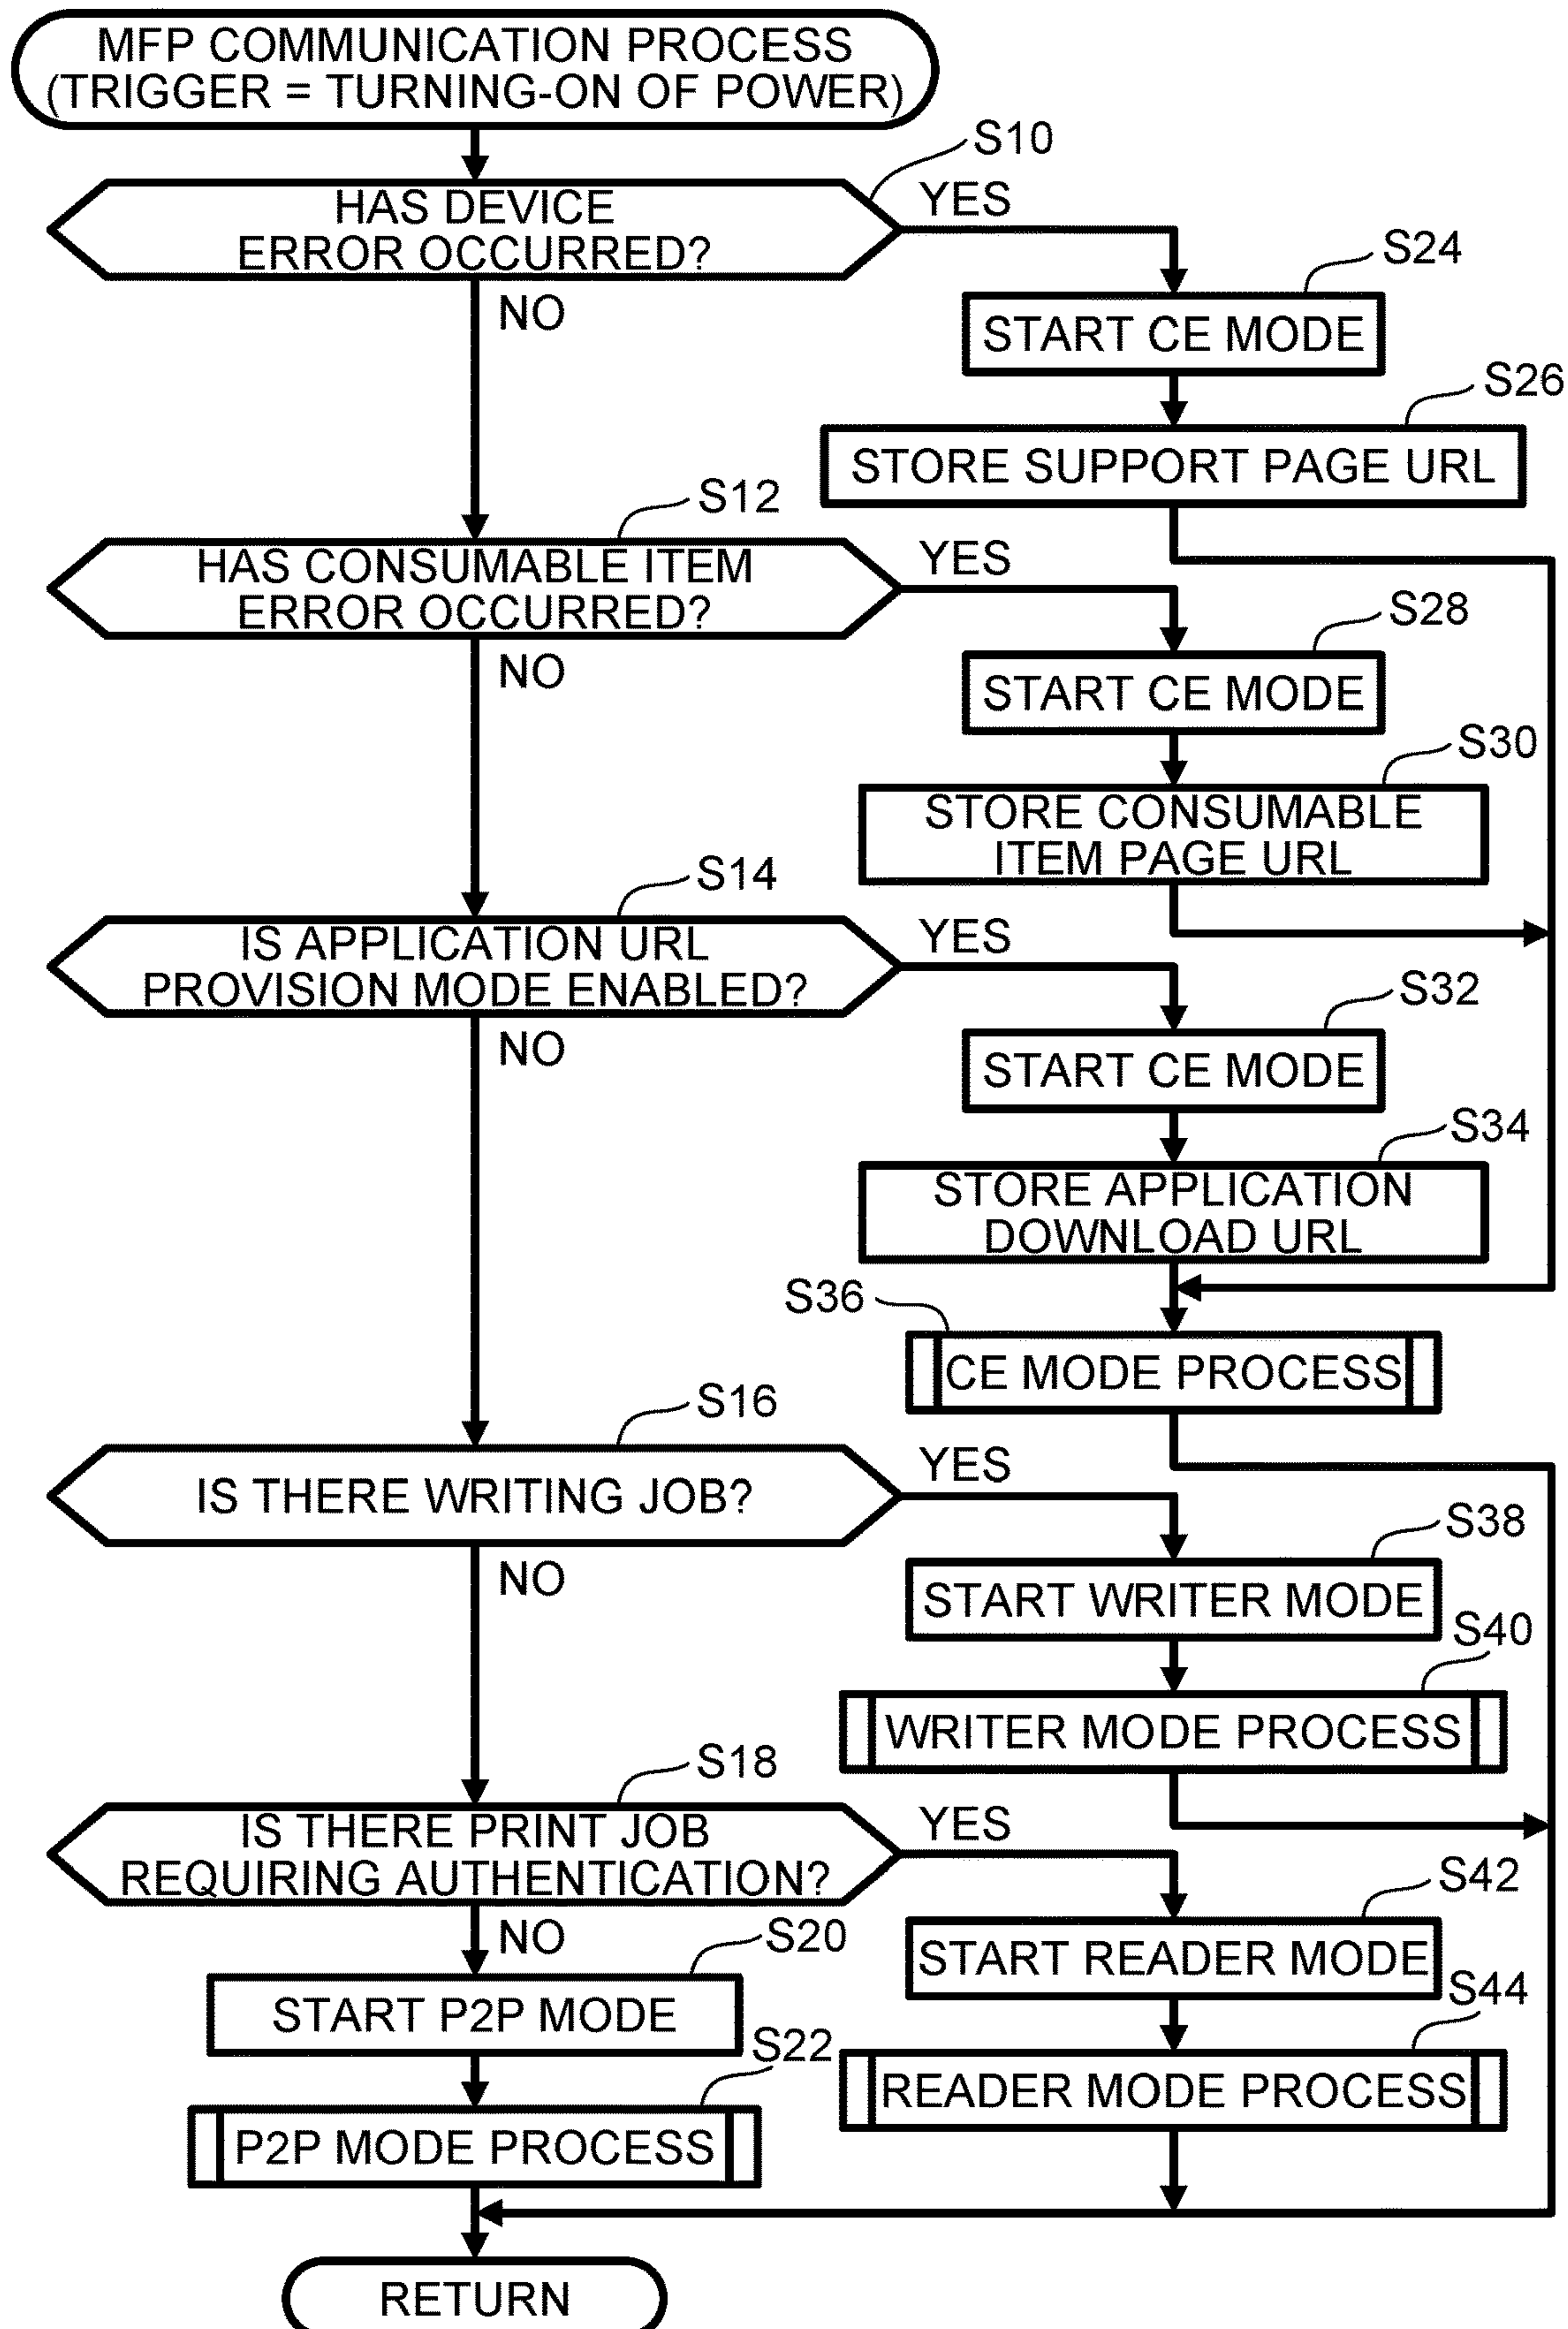 MFP COMMUNICATION PROCESS
(TRIGGER = TURNING-ON OF POWER)
S10
HAS DEVICE
ERROR OCCURRED?
YES
NO
S24
START CE MODE
S26
STORE SUPPORT PAGE URL
S12
HAS CONSUMABLE ITEM
ERROR OCCURRED?
YES
NO
S28
START CE MODE
S30
STORE CONSUMABLE
ITEM PAGE URL
S14
IS APPLICATION URL
PROVISION MODE ENABLED?
YES
NO
S32
START CE MODE
S34
STORE APPLICATION
DOWNLOAD URL
S36
CE MODE PROCESS
S16
IS THERE WRITING JOB?
YES
NO
S38
START WRITER MODE
S40
WRITER MODE PROCESS
S18
IS THERE PRINT JOB
REQUIRING AUTHENTICATION?
YES
NO
S42
START READER MODE
S44
READER MODE PROCESS
S20
START P2P MODE
S22
P2P MODE PROCESS
RETURN